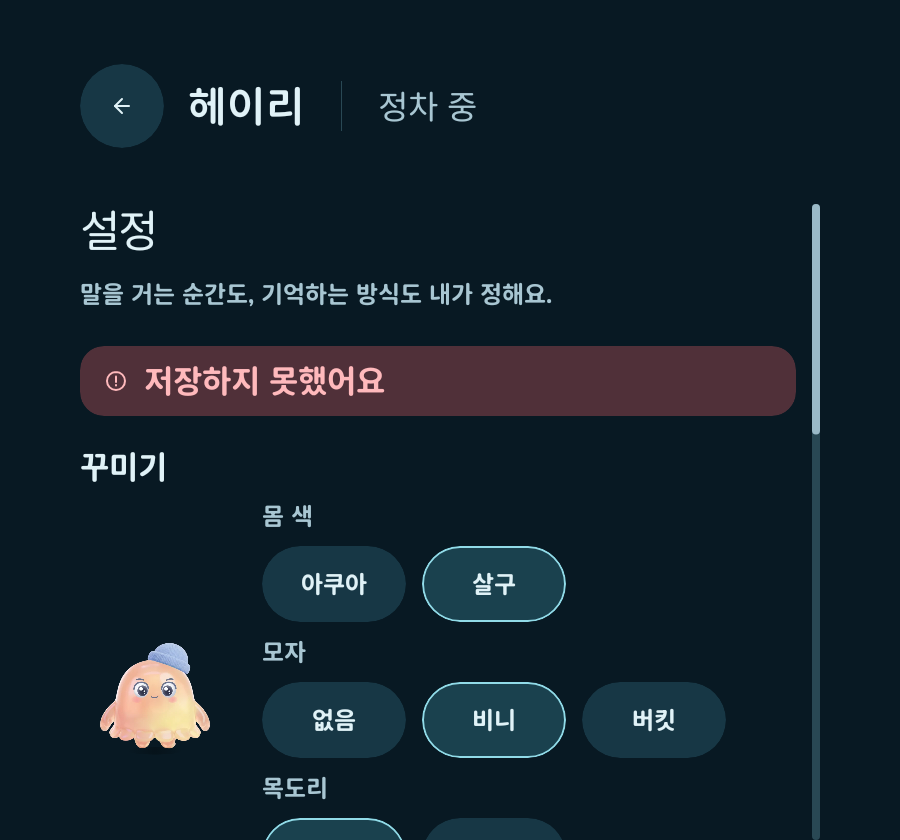 헤이리 정차 중
설정
말을 거는 순간도, 기억하는 방식도 내가 정해요.
저장하지 못했어요
꾸미기
몸 색
아쿠아 살구
모자
없음 비니 버킷
목도리